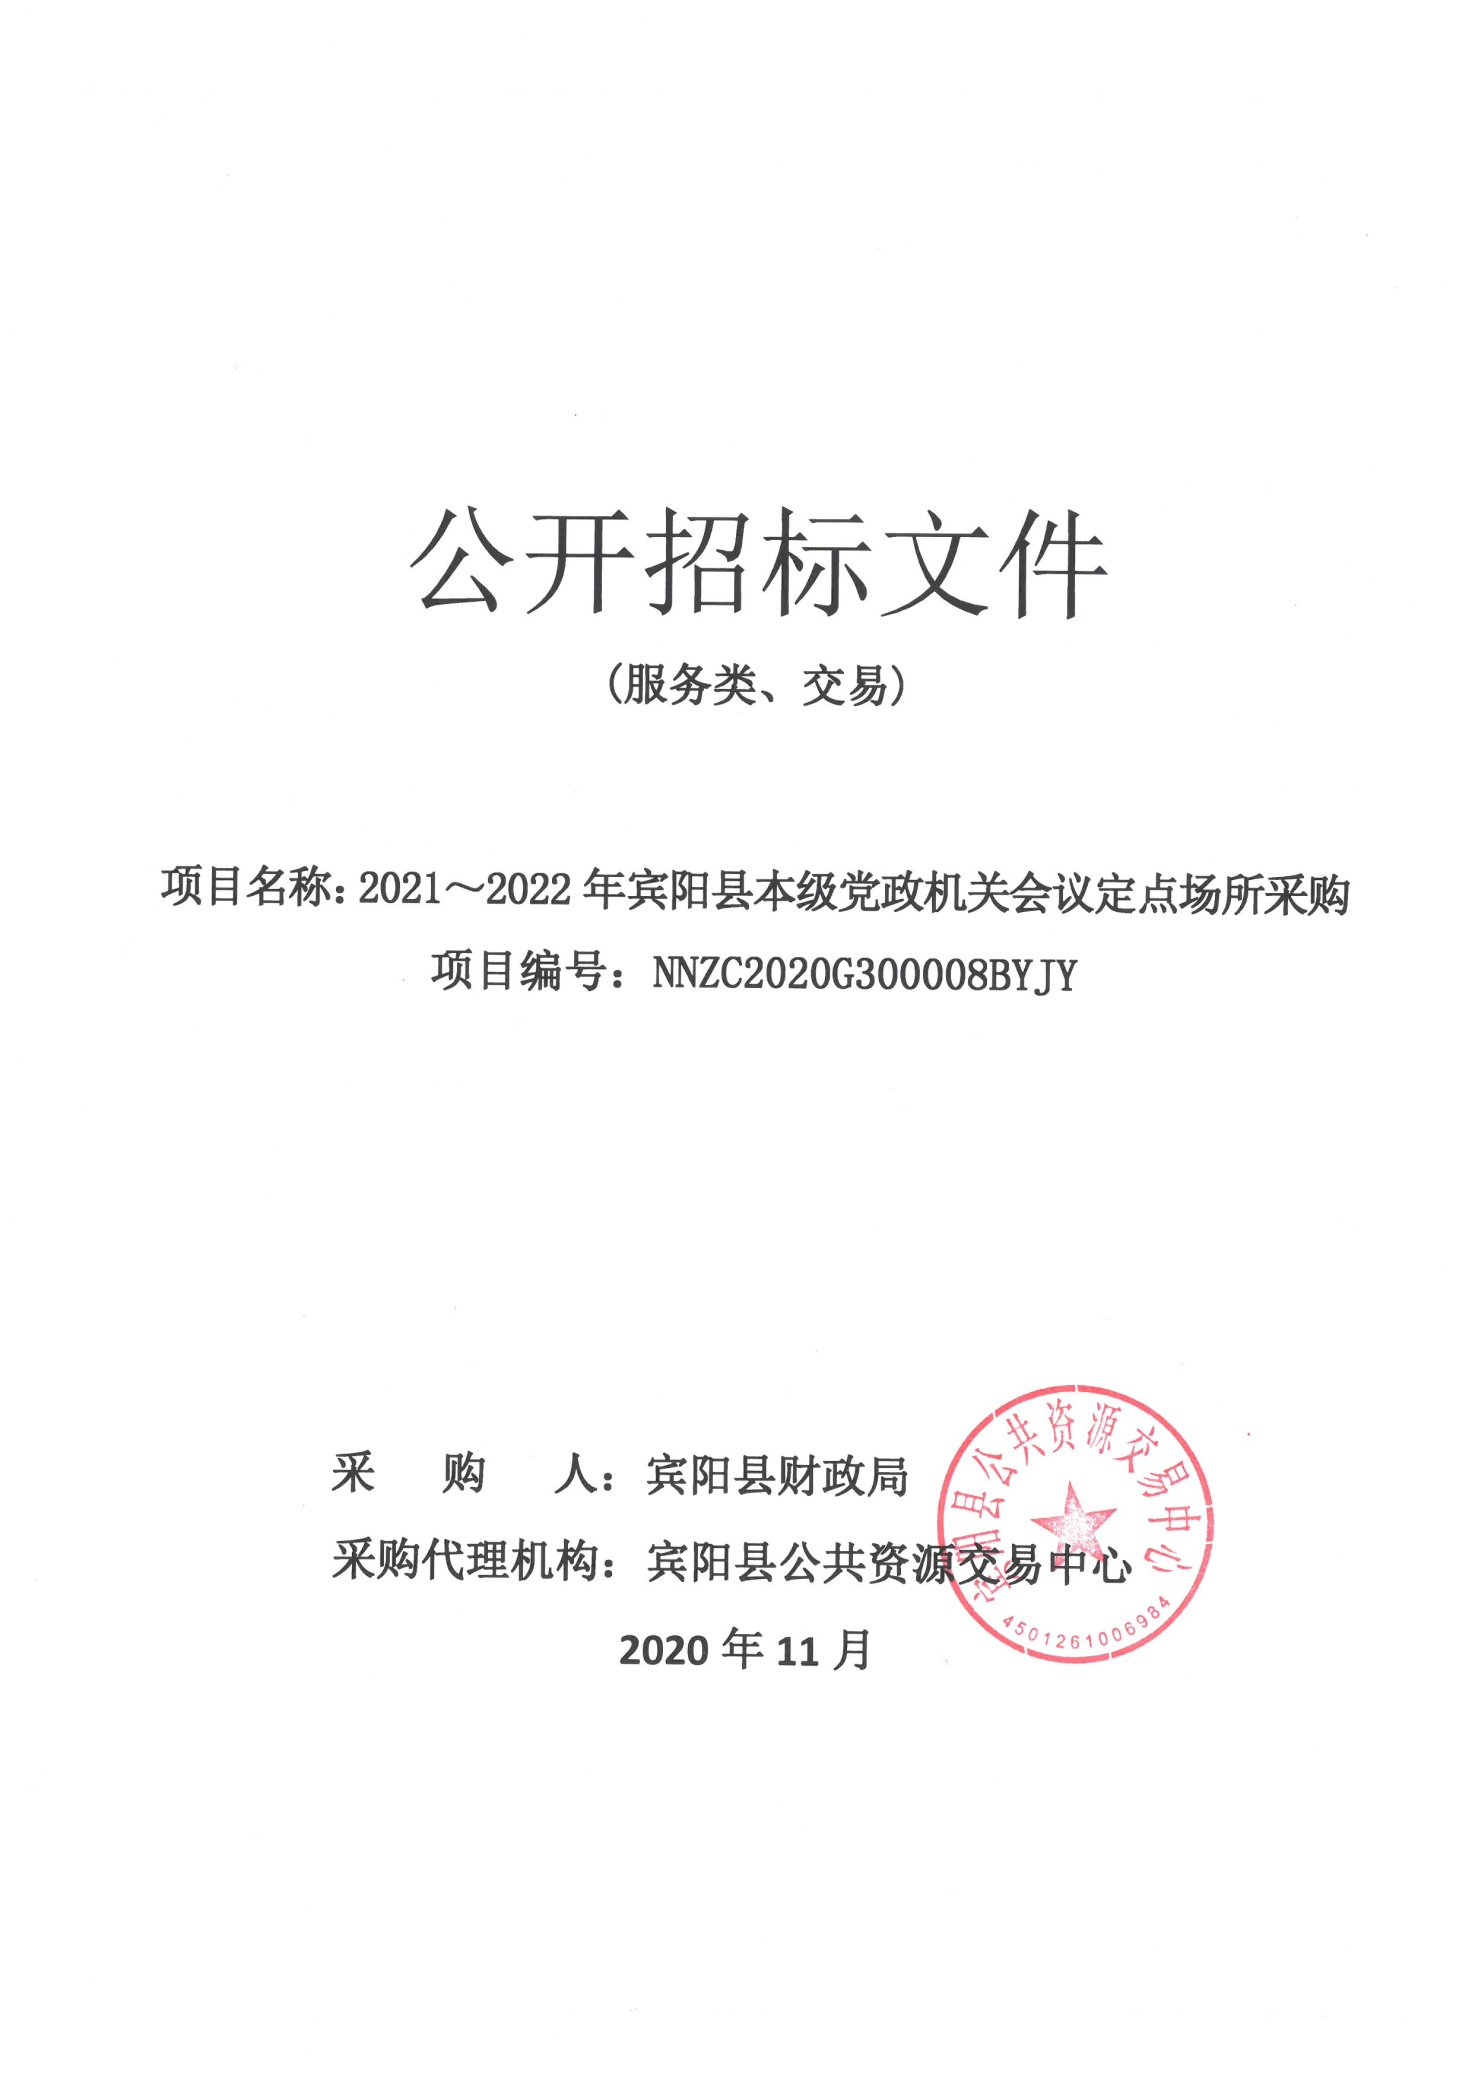 公开招标文件
(服务类、交易)
项目名称：2021～2022年宾阳县本级党政机关会议定点场所采购
项目编号：NNZC2020G300008BYJY
采 购 人：宾阳县财政局
采购代理机构：宾阳县公共资源交易中心
2020年11月
宾阳县公共资源交易中心
4501261006984